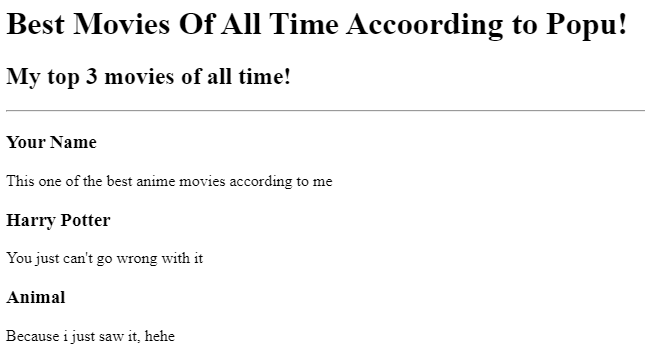 Best Movies Of All Time Accoording to Popu!
My top 3 movies of all time!
Your Name
This one of the best anime movies according to me
Harry Potter
You just can't go wrong with it
Animal
Because i just saw it, hehe